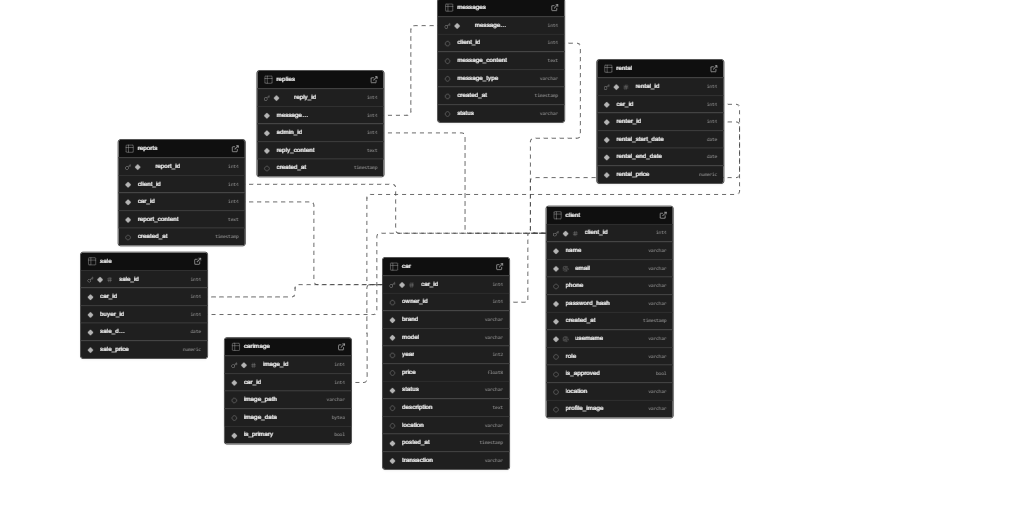 messages
message... int4
client_id int4
message_content text
message_type varchar
created_at timestamp
status varchar
rental
rental_id int4
car_id int4
renter_id int4
rental_start_date date
rental_end_date date
rental_price numeric
replies
reply_id int4
message... int4
admin_id int4
reply_content text
created_at timestamp
reports
report_id int4
client_id int4
car_id int4
report_content text
created_at timestamp
client
client_id int4
name varchar
email varchar
phone varchar
password_hash varchar
created_at timestamp
username varchar
role varchar
is_approved bool
location varchar
profile_image varchar
sale
sale_id int4
car_id int4
buyer_id int4
sale_d... date
sale_price numeric
car
car_id int4
owner_id int4
brand varchar
model varchar
year int4
price float8
status varchar
description text
location varchar
posted_at timestamp
transaction varchar
carimage
image_id int4
car_id int4
image_path varchar
image_data bytea
is_primary bool